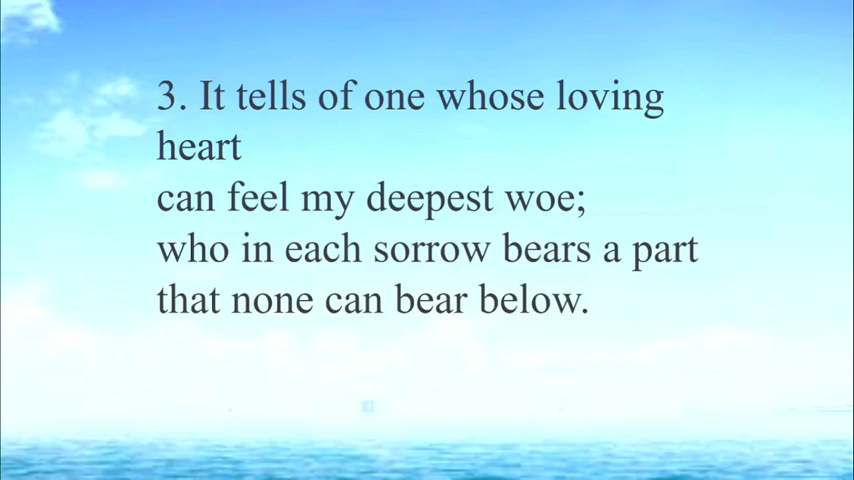 3. It tells of one whose loving
heart
can feel my deepest woe;
who in each sorrow bears a part
that none can bear below.